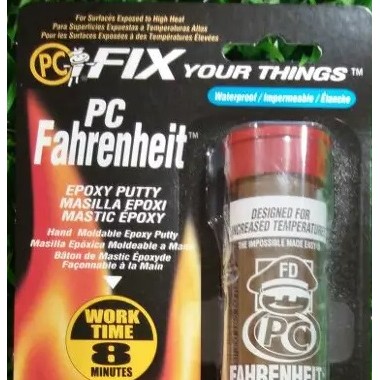 For Surfaces Exposed to High Heat
Para Superficies Expuestas a Temperaturas Altas
Pour les Surfaces Exposées à des Températures Élevées
PC FIX YOUR THINGS™
Waterproof / Impermeable / Étanche
PC
Fahrenheit™
EPOXY PUTTY
MASILLA EPOXI
MASTIC ÉPOXY
Hand Moldable Epoxy Putty
Masilla Epóxica Moldeable a Mano
Bâton de Mastic Époxyde
Façonnable à la Main
WORK
TIME
8
MINUTES
DESIGNED FOR
INCREASED TEMPERATURE
THE IMPOSSIBLE MADE EASY
FD
PC
FAHRENHEIT